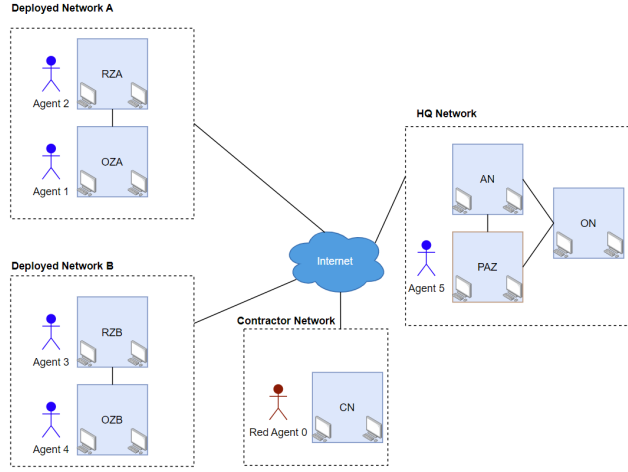 Deployed Network A
RZA
Agent 2
OZA
Agent 1
HQ Network
AN
ON
PAZ
Agent 5
Internet
Deployed Network B
RZB
Agent 3
OZB
Agent 4
Contractor Network
CN
Red Agent 0